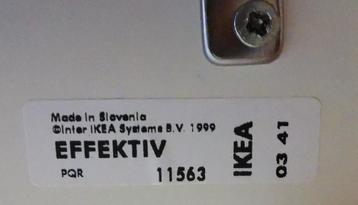 Made in Slovenia
©Inter IKEA Systems B.V. 1999
EFFEKTIV
PQR 11563
IKEA
03 41